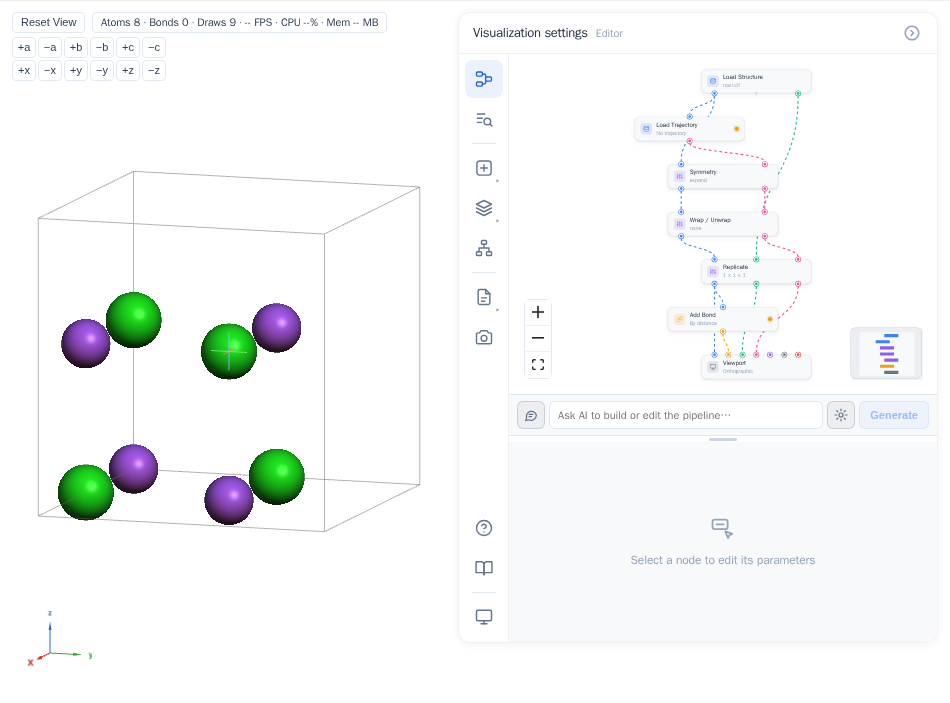 Reset View
Atoms 8 · Bonds 0 · Draws 9 · -- FPS · CPU --% · Mem -- MB
+a −a +b −b +c −c
+x −x +y −y +z −z
z
x
y
Visualization settings Editor
Load Structure
nacl.cif
Load Trajectory
No trajectory
Symmetry
expand
Wrap / Unwrap
none
Replicate
1 × 1 × 1
Add Bond
By distance
Viewport
Orthographic
Ask AI to build or edit the pipeline···
Generate
Select a node to edit its parameters